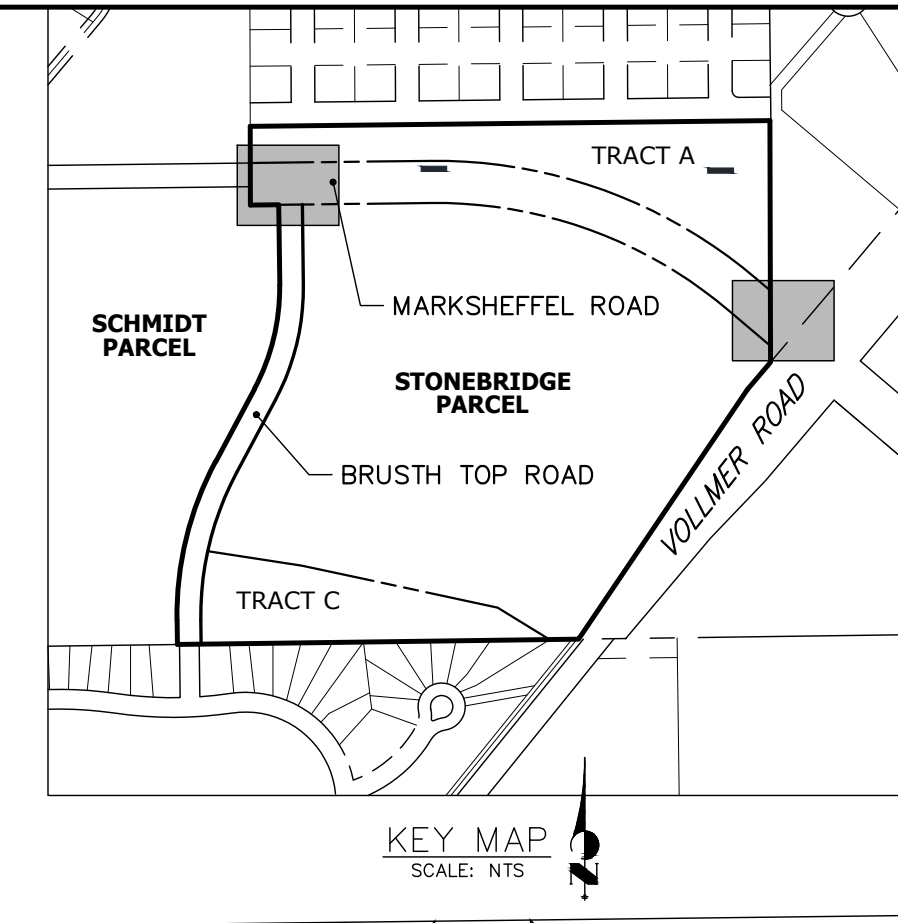 TRACT A
MARKSHEFFEL ROAD
SCHMIDT
PARCEL
STONEBRIDGE
PARCEL
BRUSTH TOP ROAD
VOLLMER ROAD
TRACT C
KEY MAP
SCALE: NTS
N